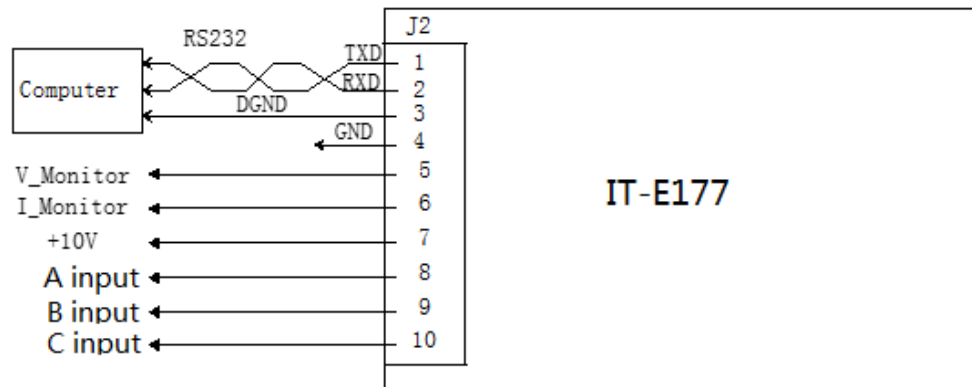 J2
RS232
TXD
1
Computer
RXD
2
DGND
3
GND
4
V_Monitor
5
IT-E177
I_Monitor
6
+10V
7
A input
8
B input
9
C input
10